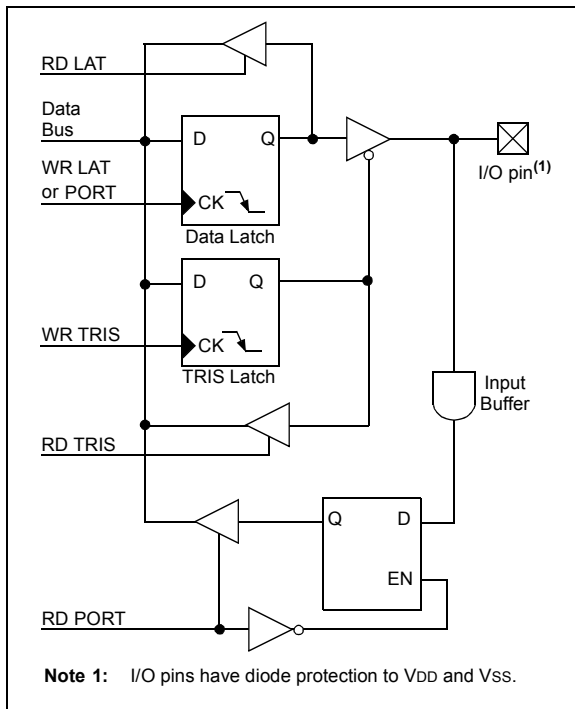 RD LAT
Data
Bus
D Q
WR LAT
or PORT
CK
I/O pin(1)
Data Latch
D Q
WR TRIS
CK
TRIS Latch
Input
Buffer
RD TRIS
Q D
EN
RD PORT
Note 1: I/O pins have diode protection to VDD and VSS.